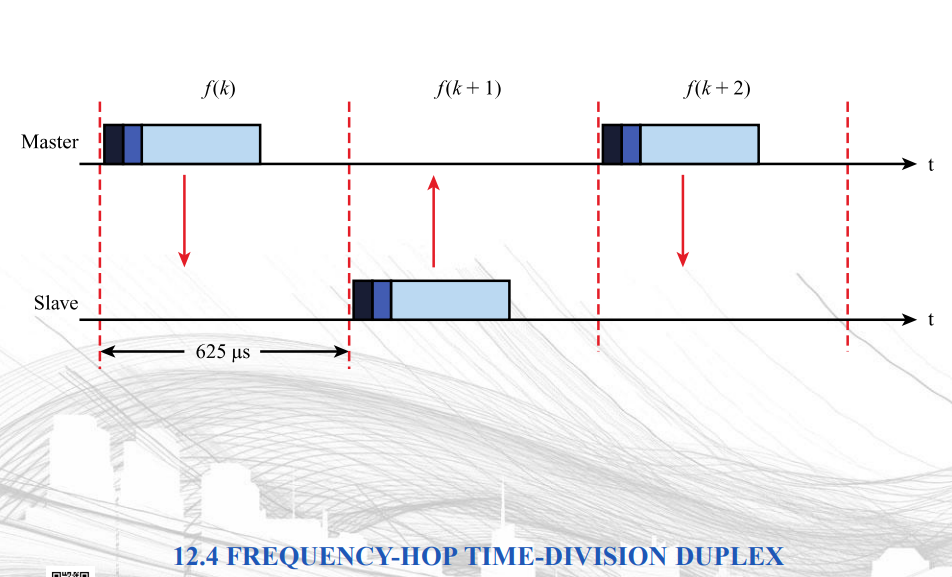 f(k) f(k + 1) f(k + 2)
Master t
Slave t
625 µs
12.4 FREQUENCY-HOP TIME-DIVISION DUPLEX